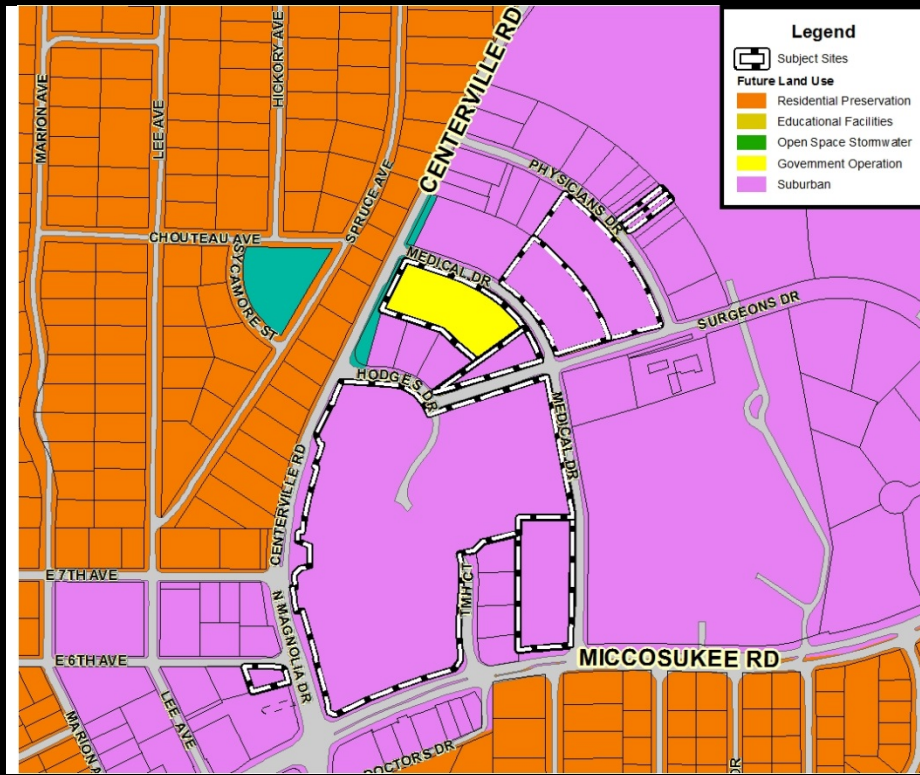 Legend
Subject Sites
Future Land Use
Residential Preservation
Educational Facilities
Open Space Stormwater
Government Operation
Suburban
MARION AVE
LEE AVE
HICKORY AVE
CENTERVILLE RD
SPRUCE AVE
CHOUTEAU AVE
SYCAMORE ST
PHYSICIANS DR
MEDICAL DR
SURGEONS DR
HODGES DR
MEDICAL DR
CENTERVILLE RD
E 7TH AVE
N MAGNOLIA DR
TMH CT
E 6TH AVE
MICCOSUKEE RD
LEE AVE
MARION A
DOCTORS DR
DR